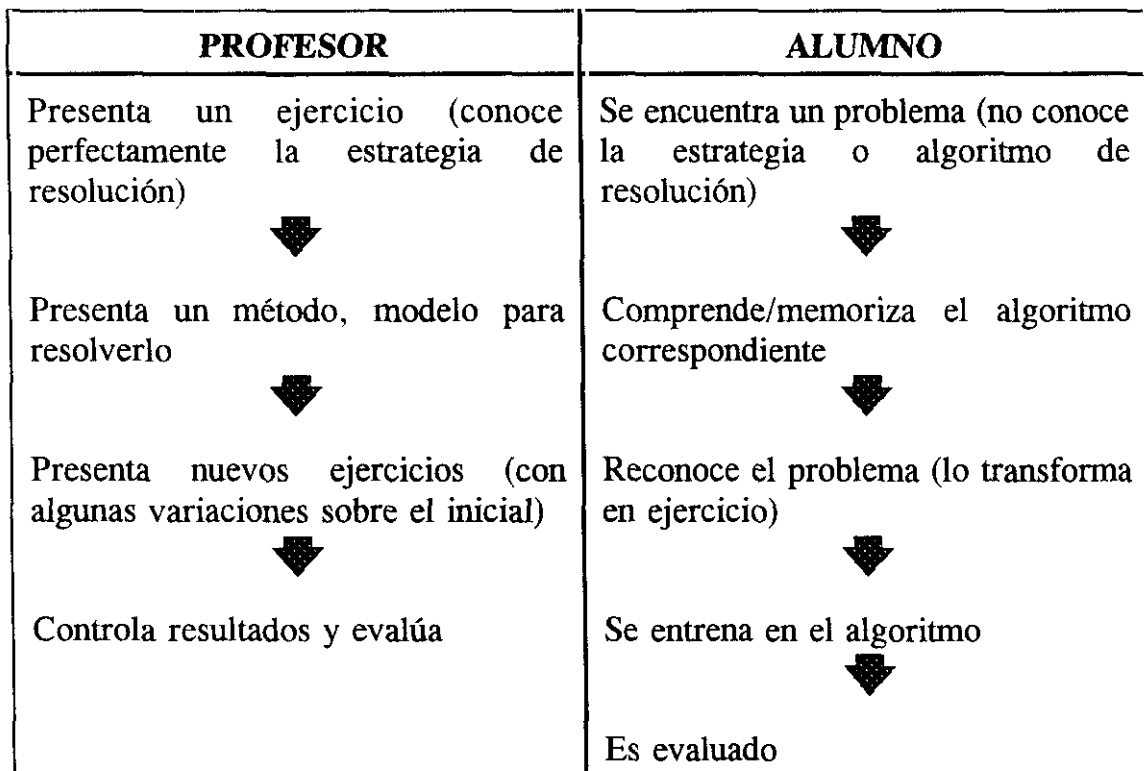 PROFESOR
Presenta un ejercicio (conoce
perfectamente la estrategia de
resolución)
Presenta un método, modelo para
resolverlo
Presenta nuevos ejercicios (con
algunas variaciones sobre el inicial)
Controla resultados y evalúa
ALUMNO
Se encuentra un problema (no conoce
la estrategia o algoritmo de
resolución)
Comprende/memoriza el algoritmo
correspondiente
Reconoce el problema (lo transforma
en ejercicio)
Se entrena en el algoritmo
Es evaluado